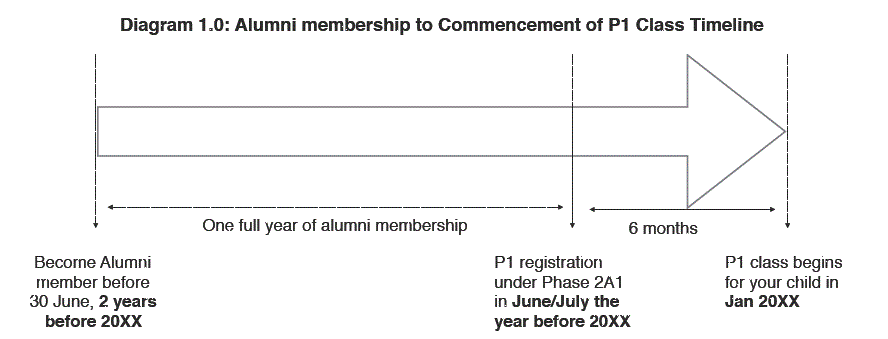 Diagram 1.0: Alumni membership to Commencement of P1 Class Timeline
One full year of alumni membership
6 months
Become Alumni
member before
30 June, 2 years
before 20XX
P1 registration
under Phase 2A1
in June/July the
year before 20XX
P1 class begins
for your child in
Jan 20XX